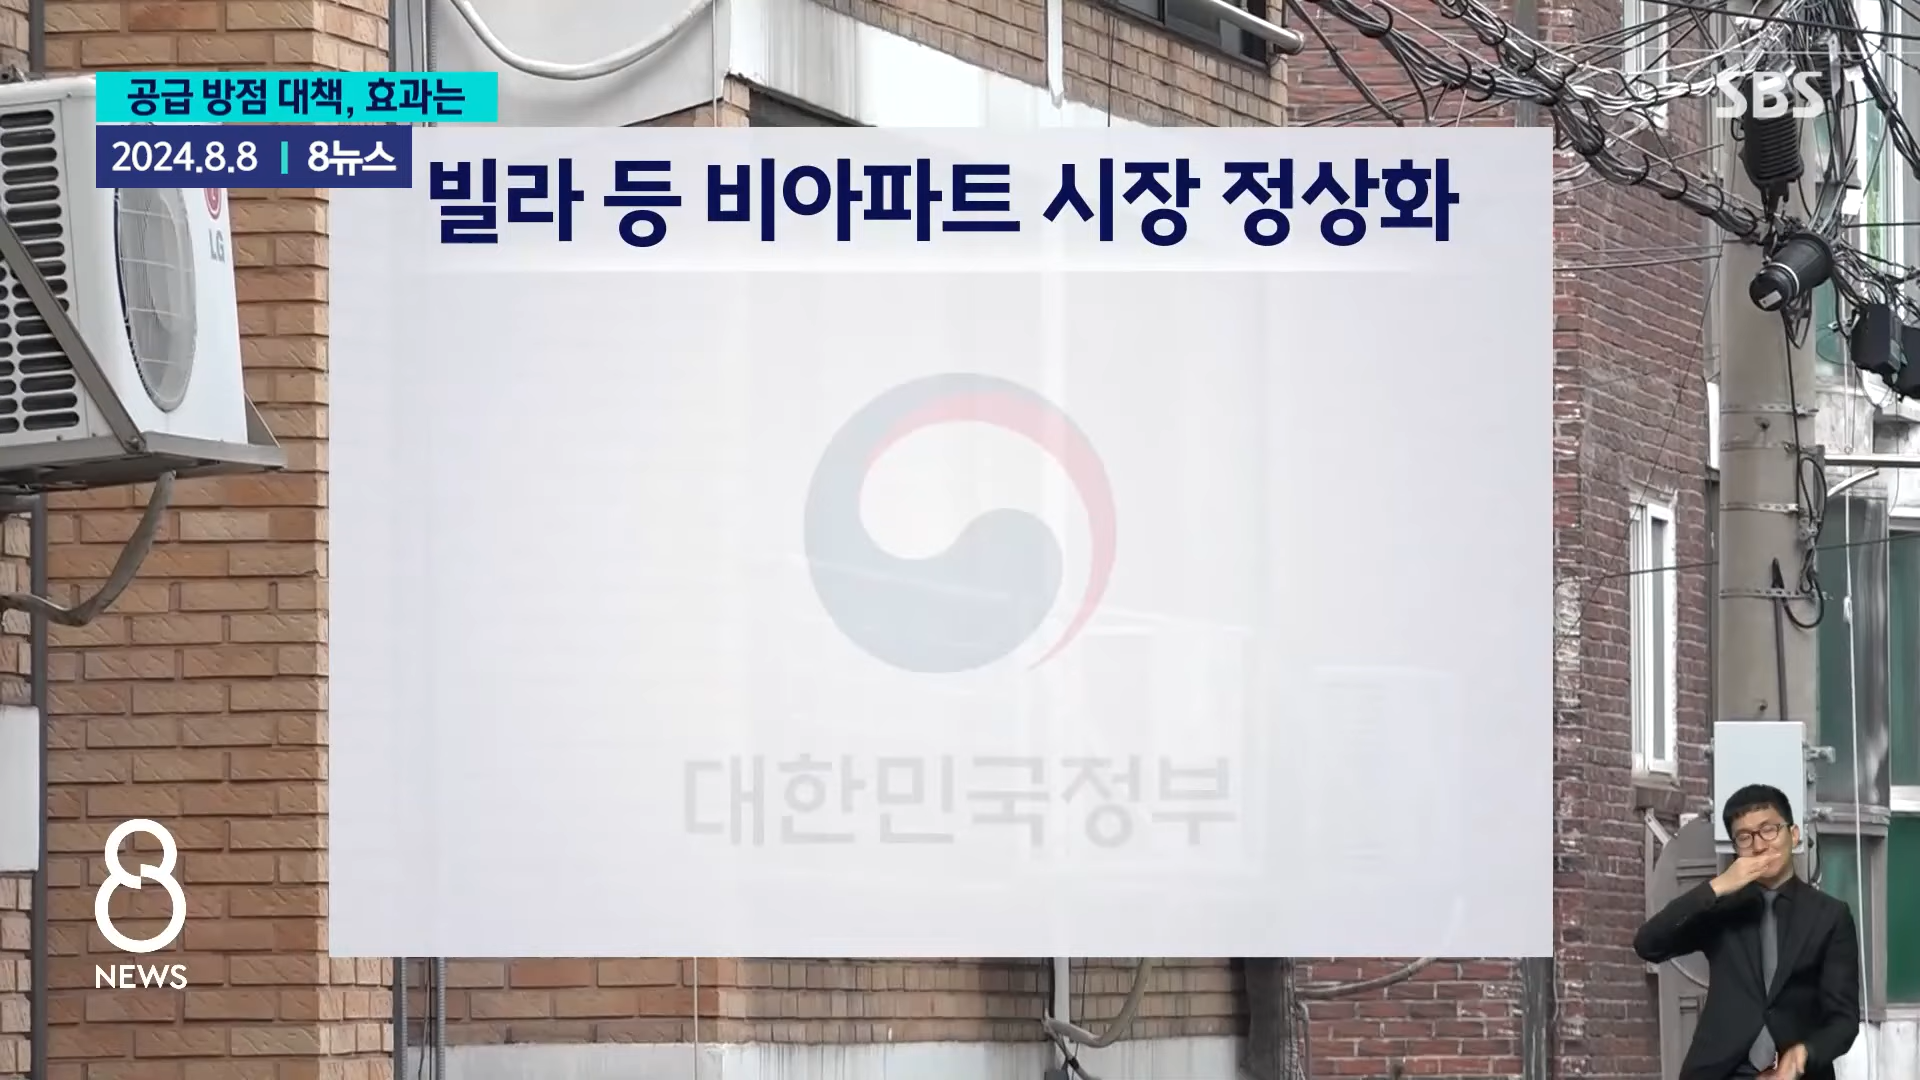 공급 방점 대책, 효과는
SBS
2024.8.8 | 8뉴스
빌라 등 비아파트 시장 정상화
LG
대한민국정부
8
NEWS